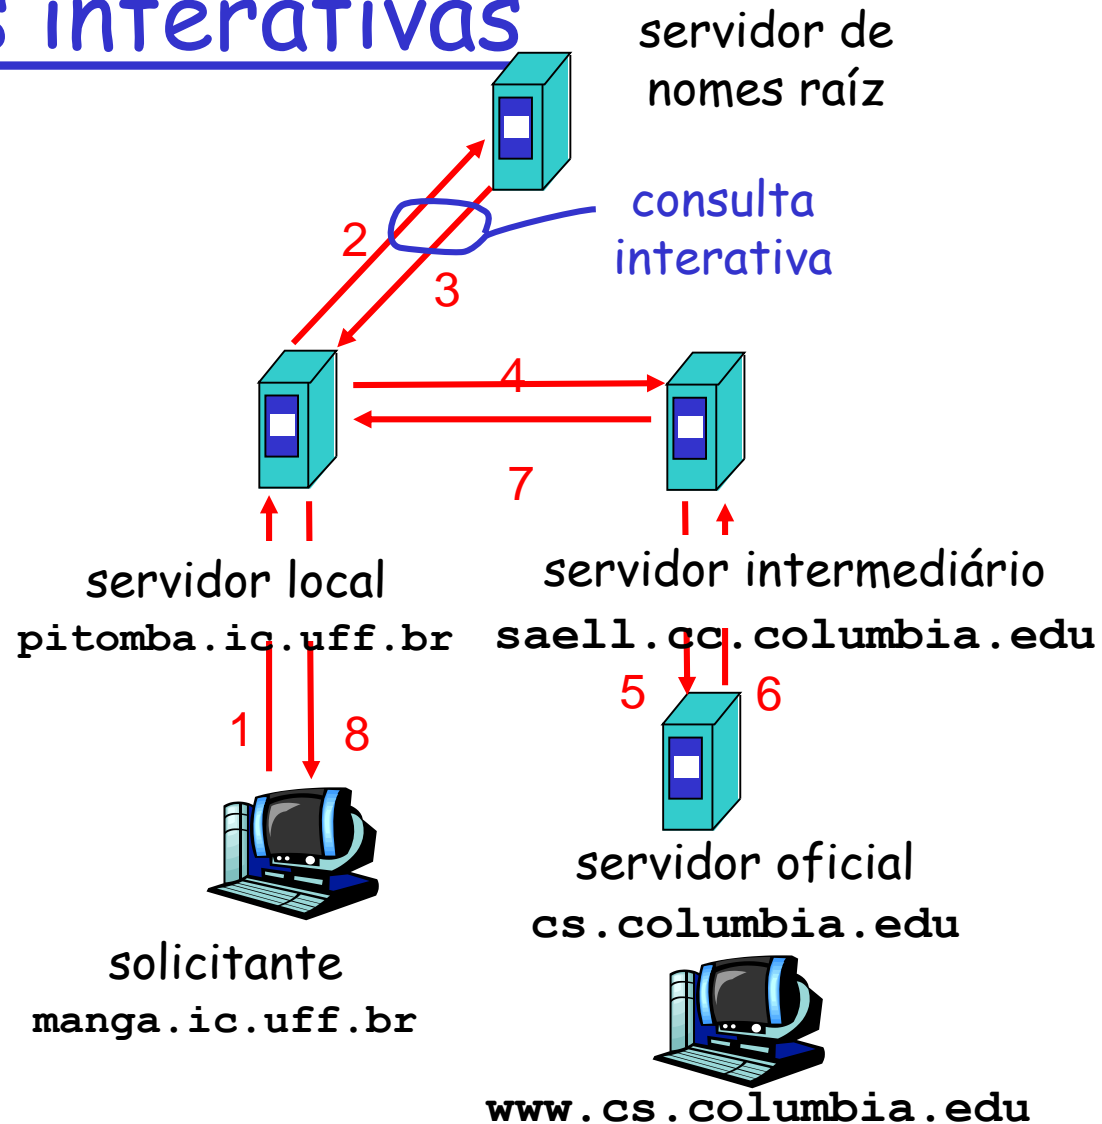 s interativas
servidor de
nomes raíz
consulta
interativa
2
3
4
7
servidor local
pitomba.ic.uff.br
servidor intermediário
saell.cc.columbia.edu
5
6
1
8
servidor oficial
cs.columbia.edu
solicitante
manga.ic.uff.br
www.cs.columbia.edu